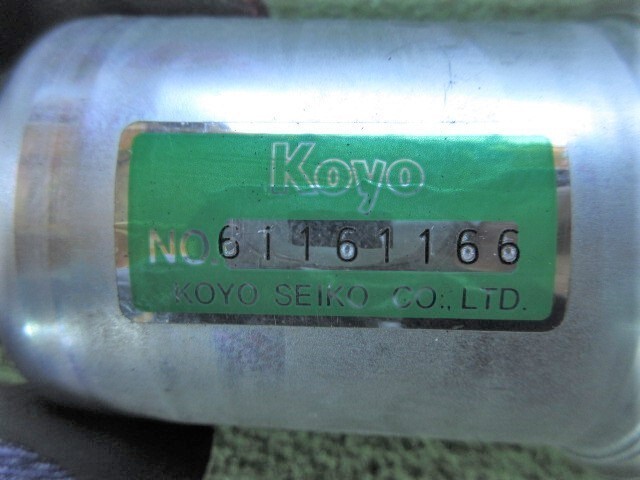 Koyo
NO. 61161166
KOYO SEIKO CO., LTD.